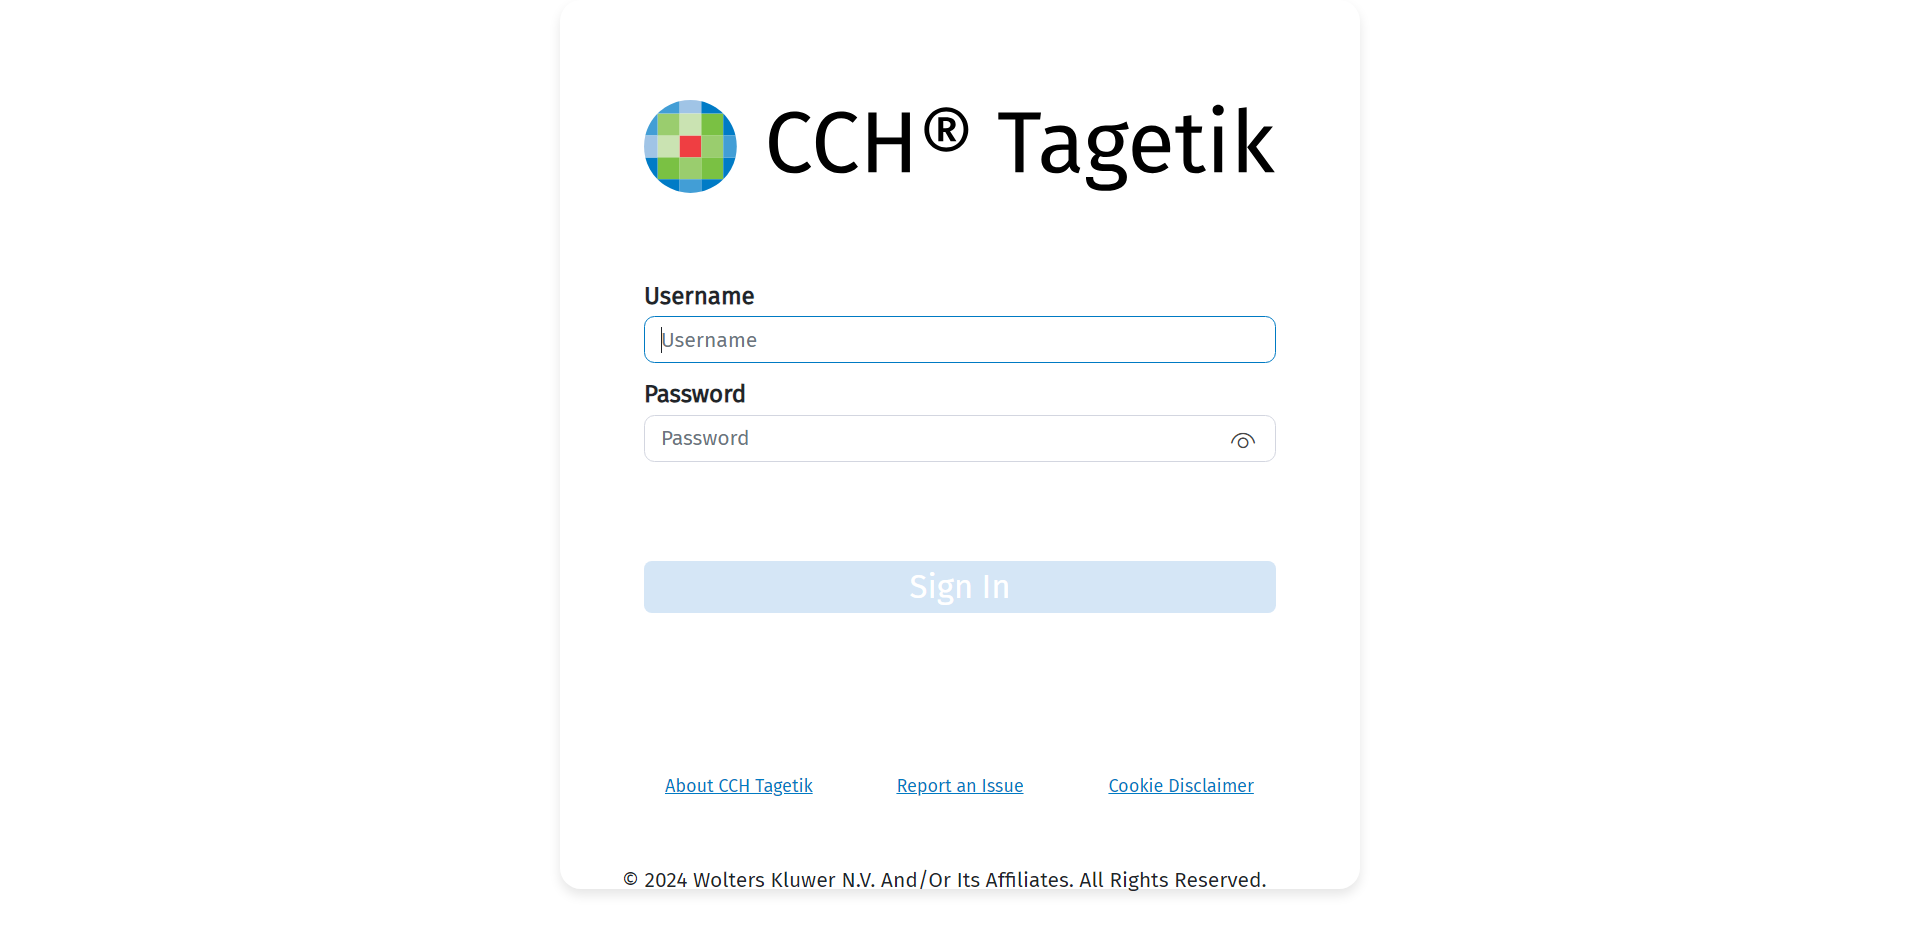 CCH® Tagetik
Username
Username
Password
Password
Sign In
About CCH Tagetik
Report an Issue
Cookie Disclaimer
© 2024 Wolters Kluwer N.V. And/Or Its Affiliates. All Rights Reserved.